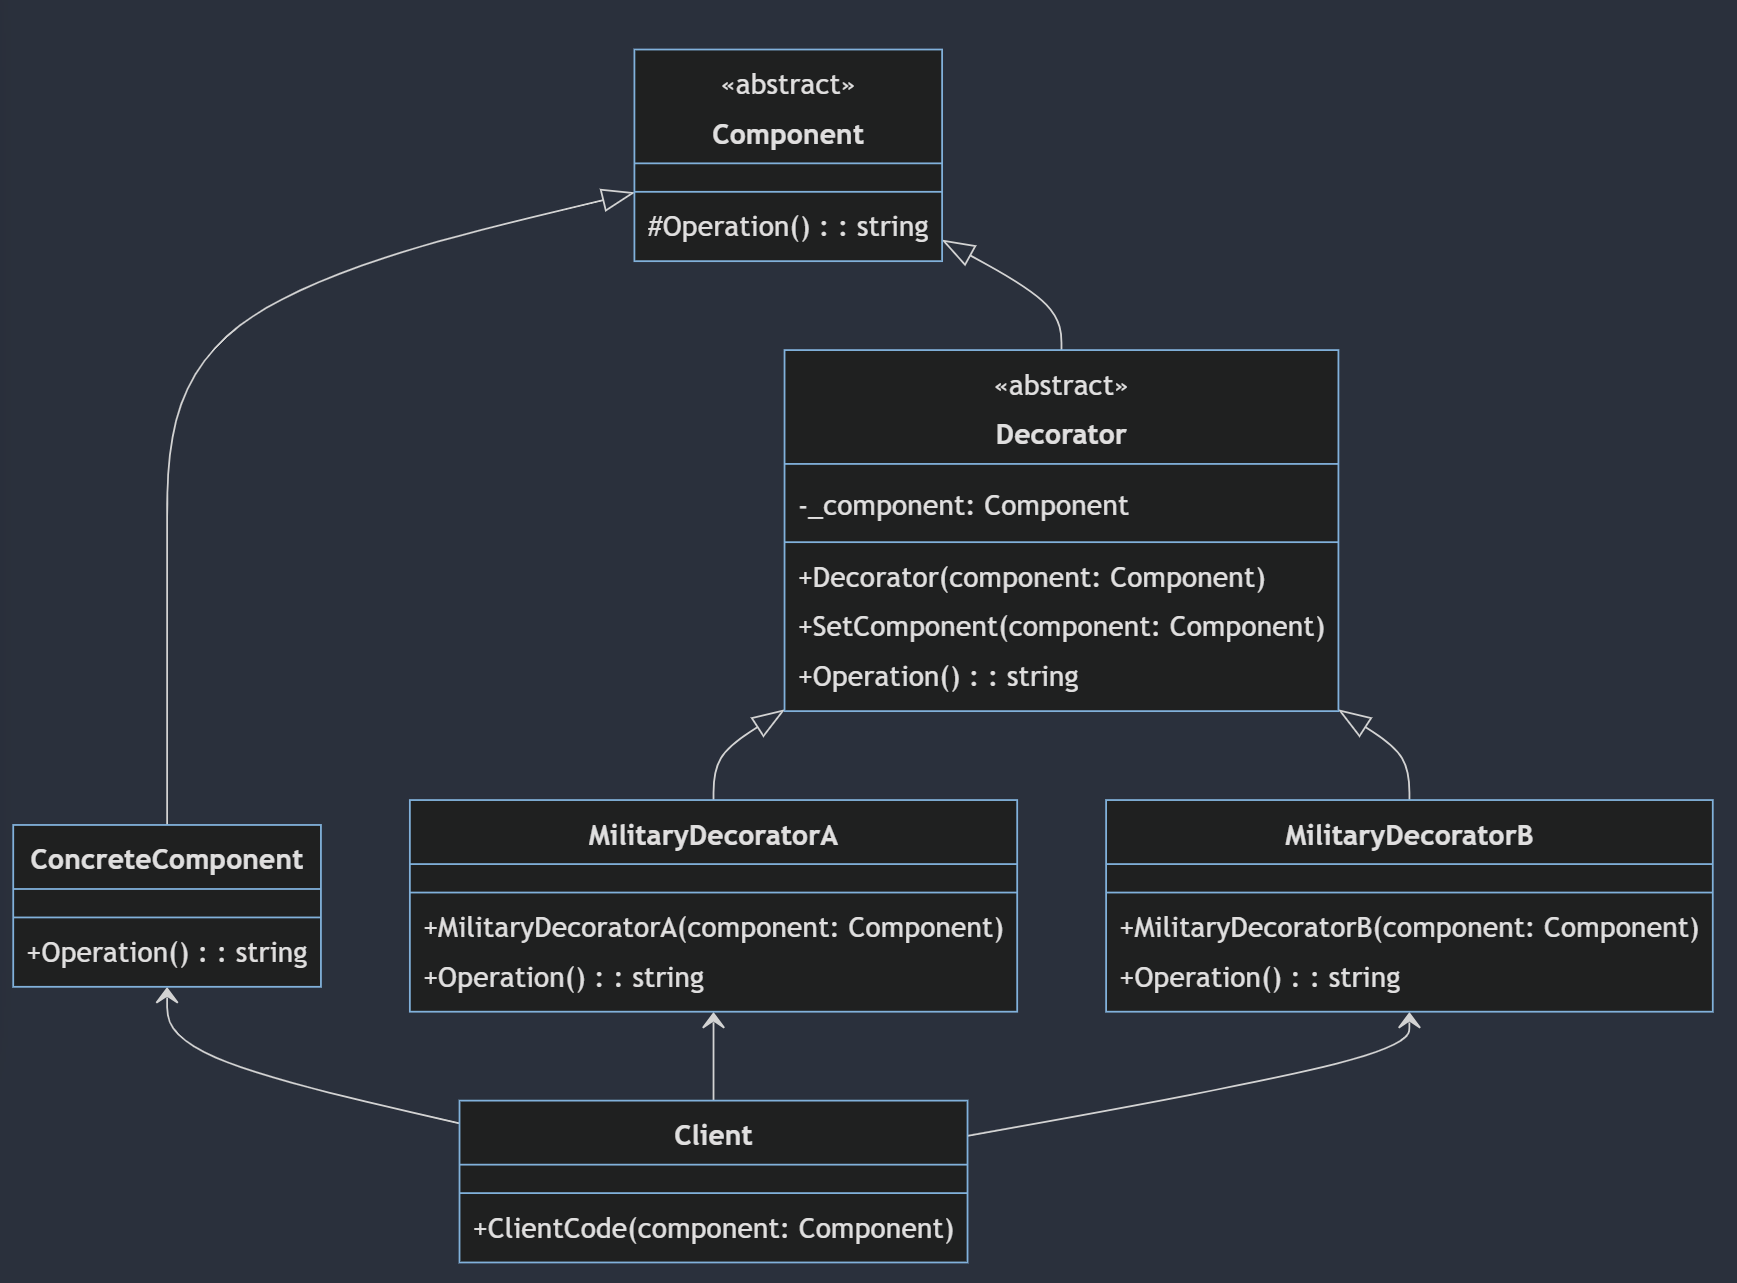 «abstract»
Component
#Operation() : : string
«abstract»
Decorator
-_component: Component
+Decorator(component: Component)
+SetComponent(component: Component)
+Operation() : : string
ConcreteComponent
+Operation() : : string
MilitaryDecoratorA
+MilitaryDecoratorA(component: Component)
+Operation() : : string
MilitaryDecoratorB
+MilitaryDecoratorB(component: Component)
+Operation() : : string
Client
+ClientCode(component: Component)